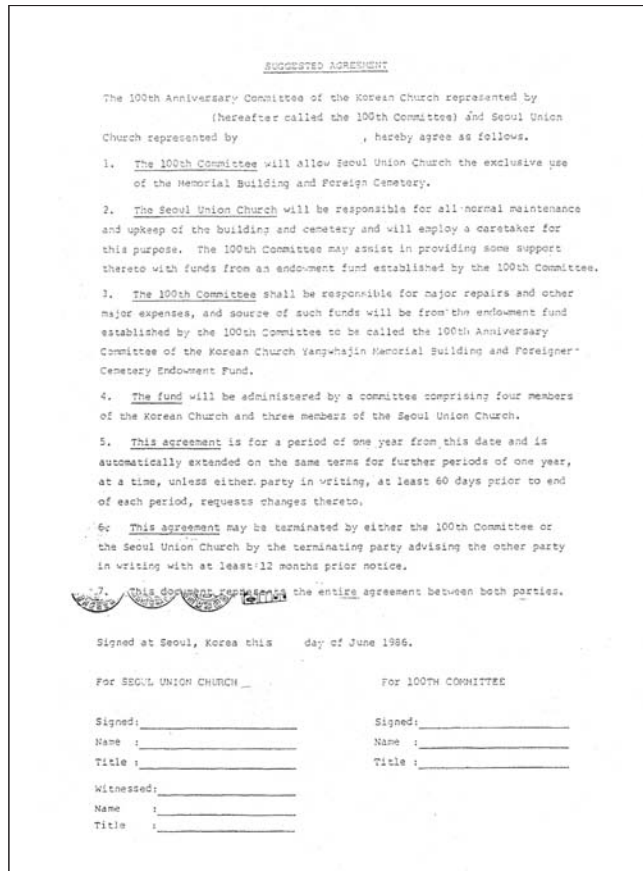 SUGGESTED AGREEMENT
The 100th Anniversary Committee of the Korean Church represented by
(hereafter called the 100th Committee) and Seoul Union
Church represented by , hereby agree as follows.
1. The 100th Committee will allow Seoul Union Church the exclusive use
of the Memorial Building and Foreign Cemetery.
2. The Seoul Union Church will be responsible for all normal maintenance
and upkeep of the building and cemetery and will employ a caretaker for
this purpose. The 100th Committee may assist in providing some support
thereto with funds from an endowment fund established by the 100th Committee.
3. The 100th Committee shall be responsible for major repairs and other
major expenses, and source of such funds will be from the endowment fund
established by the 100th Committee to be called the 100th Anniversary
Committee of the Korean Church Yangwhajin Memorial Building and Foreigner
Cemetery Endowment Fund.
4. The fund will be administered by a committee comprising four members
of the Korean Church and three members of the Seoul Union Church.
5. This agreement is for a period of one year from this date and is
automatically extended on the same terms for further periods of one year,
at a time, unless either party in writing, at least 60 days prior to end
of each period, requests changes thereto.
6. This agreement may be terminated by either the 100th Committee or
the Seoul Union Church by the terminating party advising the other party
in writing with at least 12 months prior notice.
7. This document represents the entire agreement between both parties.
Signed at Seoul, Korea this day of June 1986.
For SEOUL UNION CHURCH For 100TH COMMITTEE
Signed: Signed:
Name : Name :
Title : Title :
Witnessed:
Name :
Title :